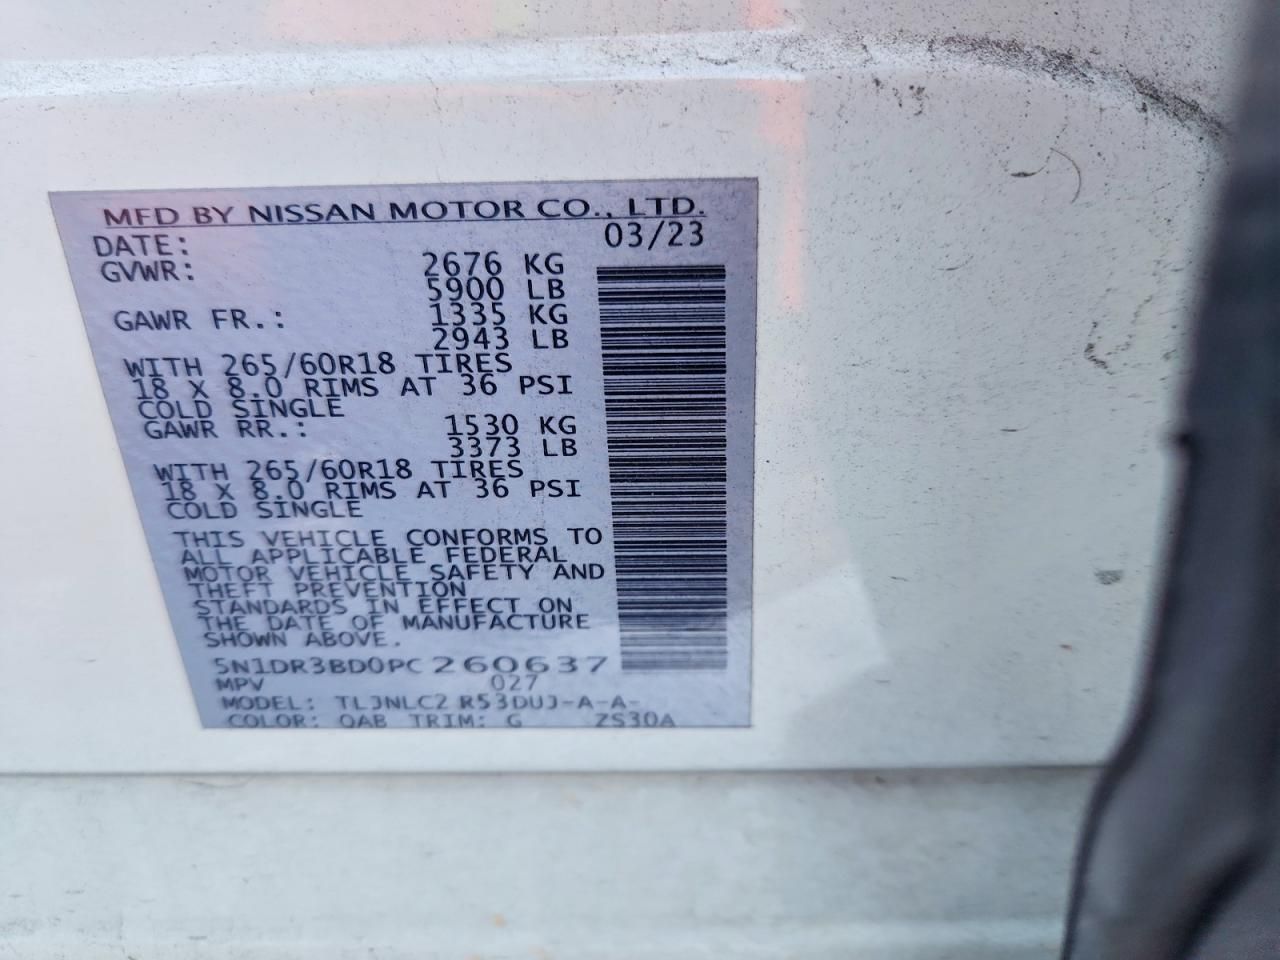 MFD BY NISSAN MOTOR CO., LTD.
DATE: 03/23
GVWR: 2676 KG
5900 LB
GAWR FR.: 1335 KG
2943 LB
WITH 265/60R18 TIRES
18 X 8.0 RIMS AT 36 PSI
COLD SINGLE
GAWR RR.: 1530 KG
3373 LB
WITH 265/60R18 TIRES
18 X 8.0 RIMS AT 36 PSI
COLD SINGLE
THIS VEHICLE CONFORMS TO
ALL APPLICABLE FEDERAL
MOTOR VEHICLE SAFETY AND
THEFT PREVENTION
STANDARDS IN EFFECT ON
THE DATE OF MANUFACTURE
SHOWN ABOVE.
5N1DR3BD0PC260637
MPV 027
MODEL: TLJNLC2 R53DUJ-A-A-
COLOR: QAB TRIM: G ZS30A